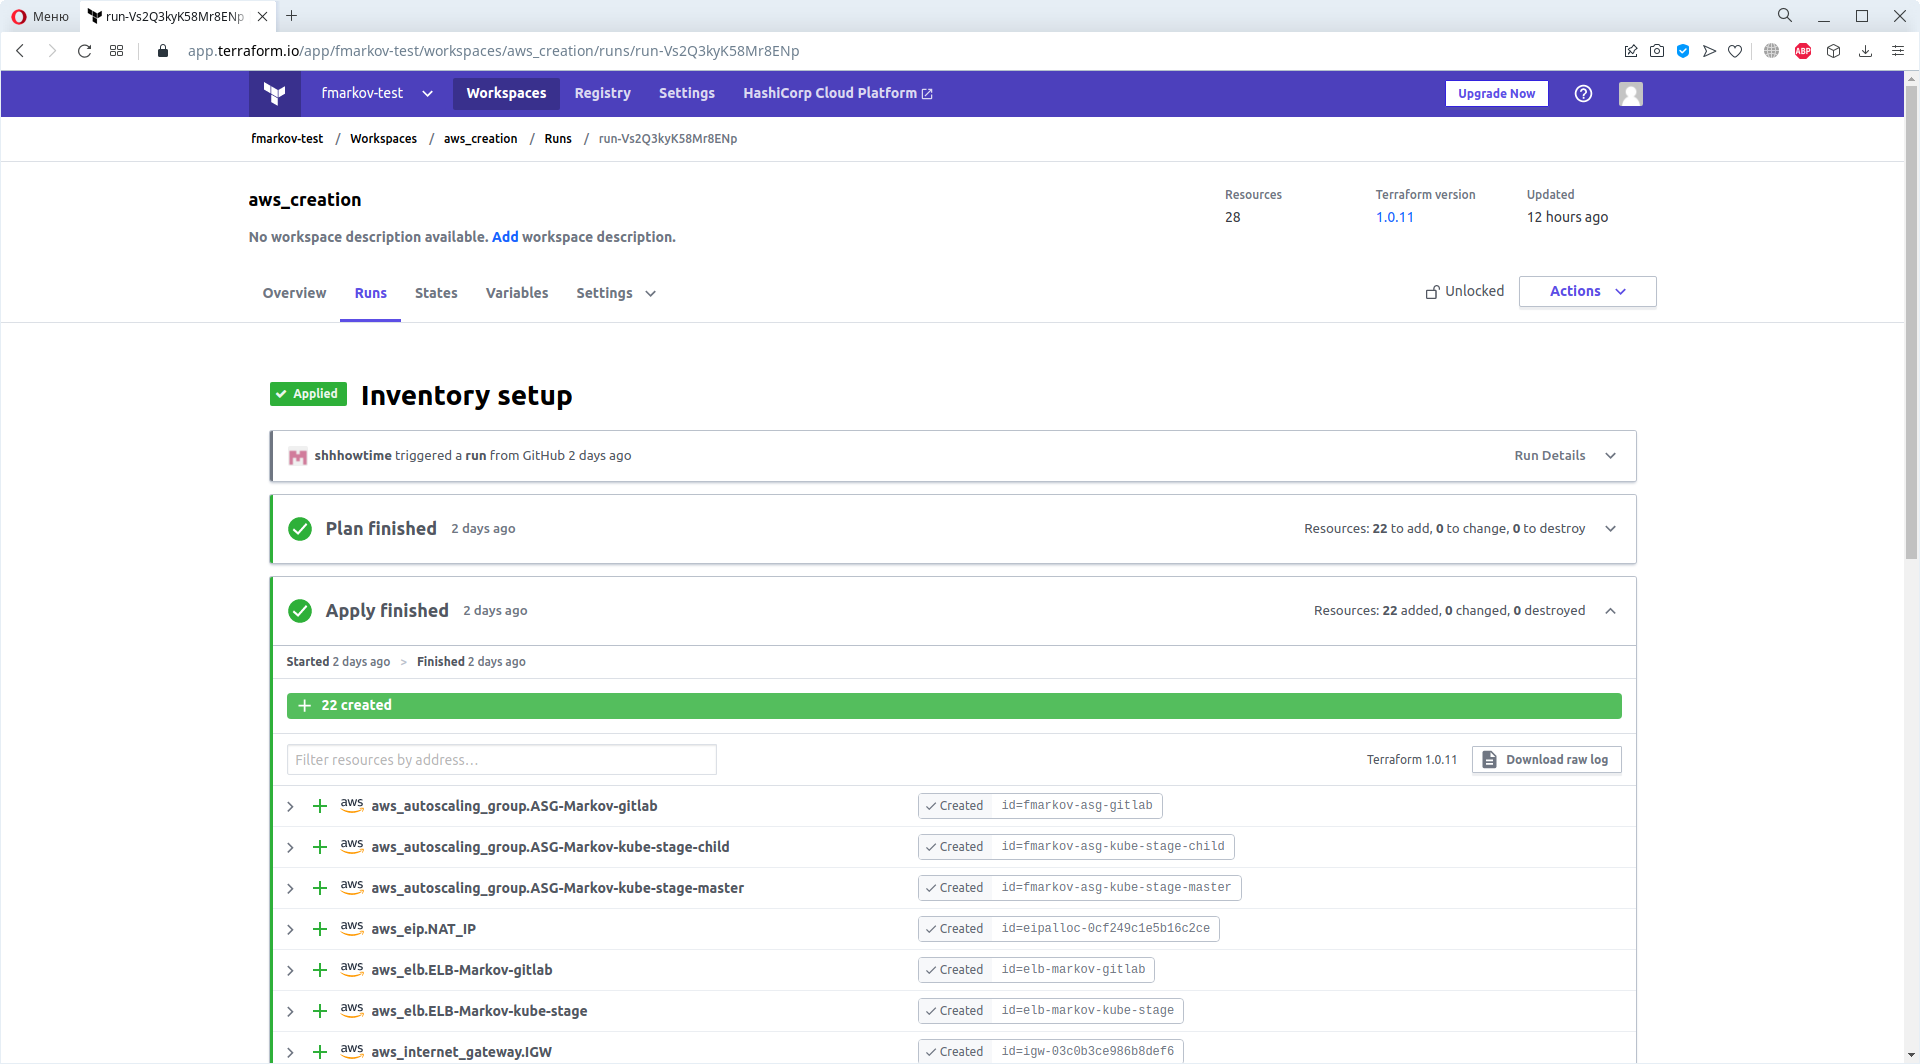 Меню
run-Vs2Q3kyK58Mr8ENp
app.terraform.io/app/fmarkov-test/workspaces/aws_creation/runs/run-Vs2Q3kyK58Mr8ENp
ABP
fmarkov-test Workspaces Registry Settings HashiCorp Cloud Platform Upgrade Now
fmarkov-test / Workspaces / aws_creation / Runs / run-Vs2Q3kyK58Mr8ENp
aws_creation
Resources Terraform version Updated
28 1.0.11 12 hours ago
No workspace description available. Add workspace description.
Overview Runs States Variables Settings Unlocked Actions
Applied Inventory setup
shhhowtime triggered a run from GitHub 2 days ago Run Details
Plan finished 2 days ago Resources: 22 to add, 0 to change, 0 to destroy
Apply finished 2 days ago Resources: 22 added, 0 changed, 0 destroyed
Started 2 days ago > Finished 2 days ago
+ 22 created
Filter resources by address... Terraform 1.0.11 Download raw log
aws aws_autoscaling_group.ASG-Markov-gitlab Created id=fmarkov-asg-gitlab
aws aws_autoscaling_group.ASG-Markov-kube-stage-child Created id=fmarkov-asg-kube-stage-child
aws aws_autoscaling_group.ASG-Markov-kube-stage-master Created id=fmarkov-asg-kube-stage-master
aws aws_eip.NAT_IP Created id=eipalloc-0cf249c1e5b16c2ce
aws aws_elb.ELB-Markov-gitlab Created id=elb-markov-gitlab
aws aws_elb.ELB-Markov-kube-stage Created id=elb-markov-kube-stage
aws aws_internet_gateway.IGW Created id=igw-03c0b3ce986b8def6